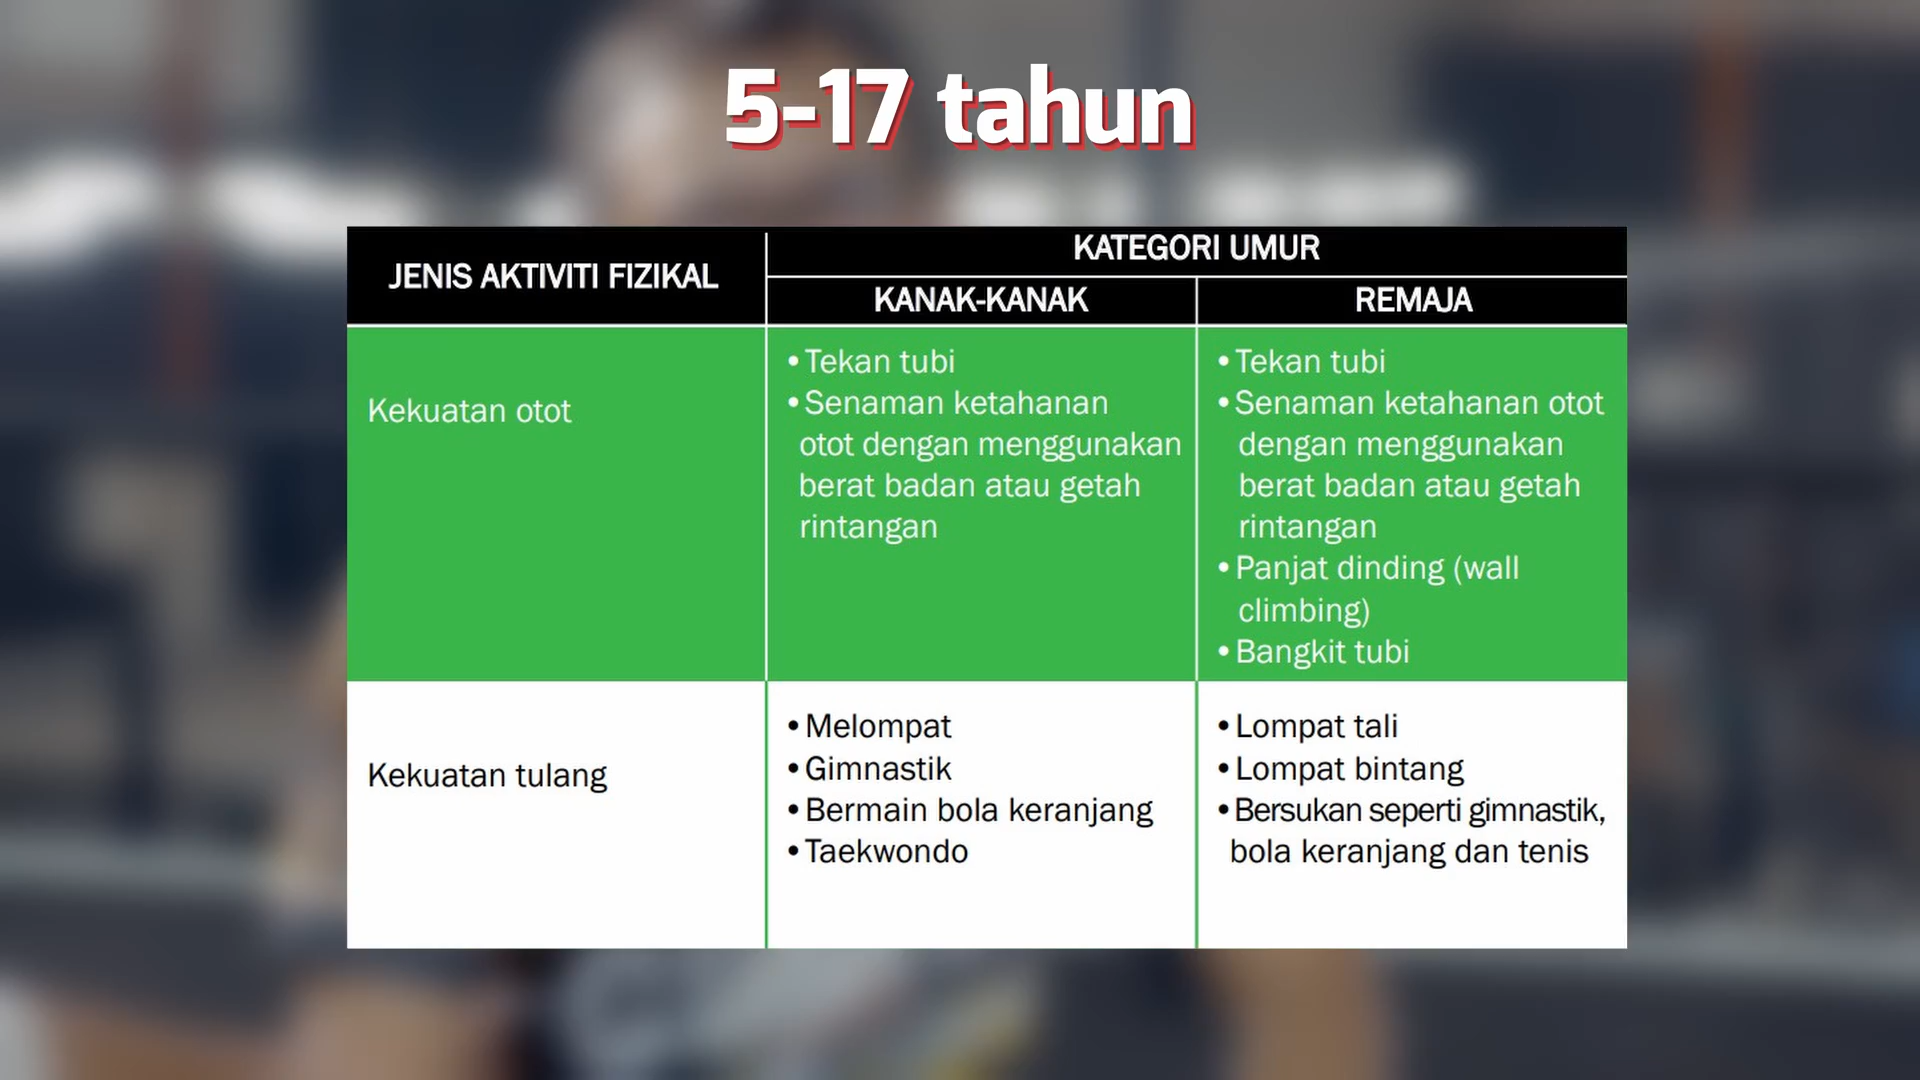 5-17 tahun
JENIS AKTIVITI FIZIKAL
KATEGORI UMUR
KANAK-KANAK
REMAJA
Kekuatan otot
•Tekan tubi
•Senaman ketahanan
otot dengan menggunakan
berat badan atau getah
rintangan
•Tekan tubi
•Senaman ketahanan otot
dengan menggunakan
berat badan atau getah
rintangan
•Panjat dinding (wall
climbing)
•Bangkit tubi
Kekuatan tulang
•Melompat
•Gimnastik
•Bermain bola keranjang
•Taekwondo
•Lompat tali
•Lompat bintang
•Bersukan seperti gimnastik,
bola keranjang dan tenis